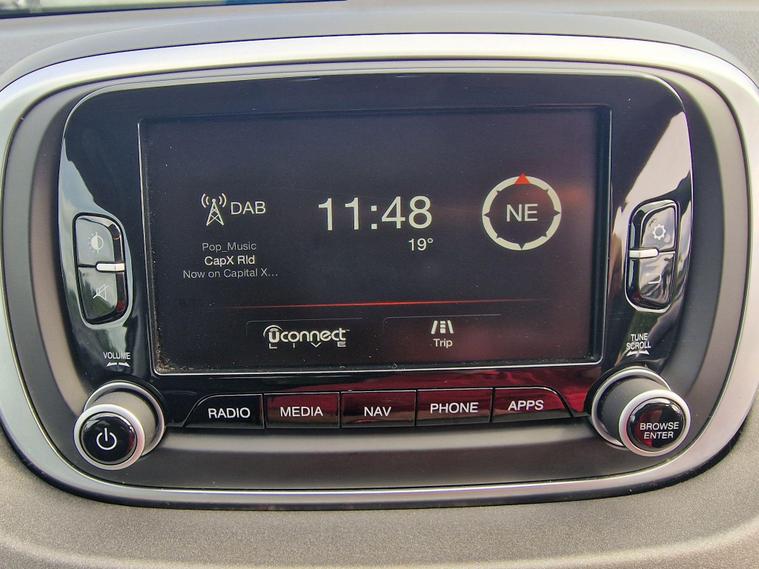 DAB
11:48
NE
19°
Pop_Music
CapX Rld
Now on Capital X...
uconnect
LIVE
Trip
VOLUME
TUNE
SCROLL
RADIO
MEDIA
NAV
PHONE
APPS
BROWSE
ENTER